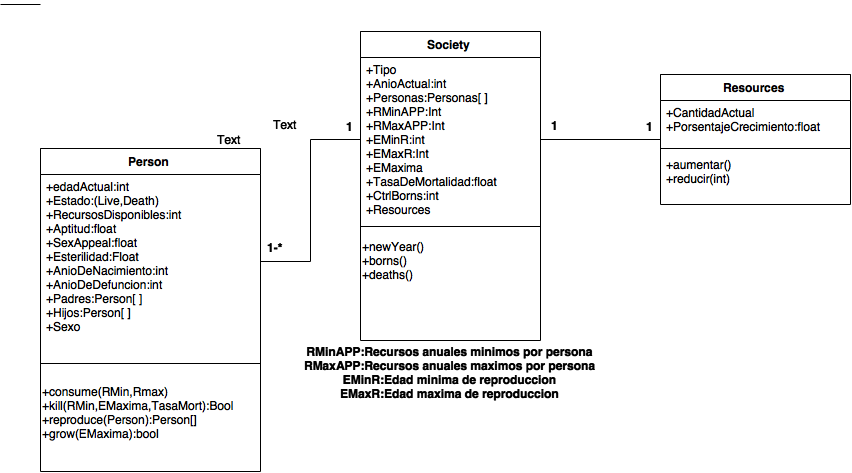 Society
+Tipo
+AnioActual:int
+Personas:Personas[ ]
+RMinAPP:Int
+RMaxAPP:Int
+EMinR:int
+EMaxR:Int
+EMaxima
+TasaDeMortalidad:float
+CtrlBorns:int
+Resources
+newYear()
+borns()
+deaths()
Resources
+CantidadActual
+PorsentajeCrecimiento:float
+aumentar()
+reducir(int)
Text
Text
1
1
1
1-*
Person
+edadActual:int
+Estado:(Live,Death)
+RecursosDisponibles:int
+Aptitud:float
+SexAppeal:float
+Esterilidad:Float
+AnioDeNacimiento:int
+AnioDeDefuncion:int
+Padres:Person[ ]
+Hijos:Person[ ]
+Sexo
+consume(RMin,Rmax)
+kill(RMin,EMaxima,TasaMort):Bool
+reproduce(Person):Person[]
+grow(EMaxima):bool
RMinAPP:Recursos anuales minimos por persona
RMaxAPP:Recursos anuales maximos por persona
EMinR:Edad minima de reproduccion
EMaxR:Edad maxima de reproduccion